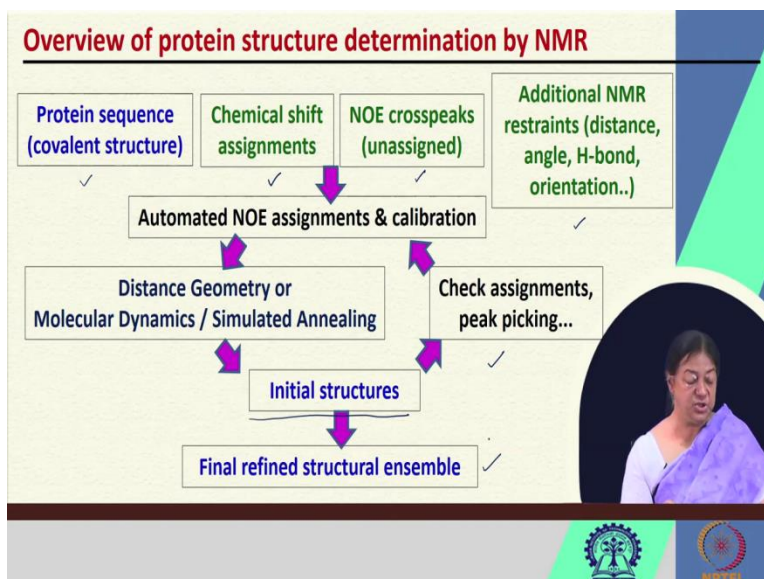 Overview of protein structure determination by NMR
Protein sequence
(covalent structure)
Chemical shift
assignments
NOE crosspeaks
(unassigned)
Additional NMR
restraints (distance,
angle, H-bond,
orientation..)
Automated NOE assignments & calibration
Distance Geometry or
Molecular Dynamics / Simulated Annealing
Check assignments,
peak picking...
Initial structures
Final refined structural ensemble